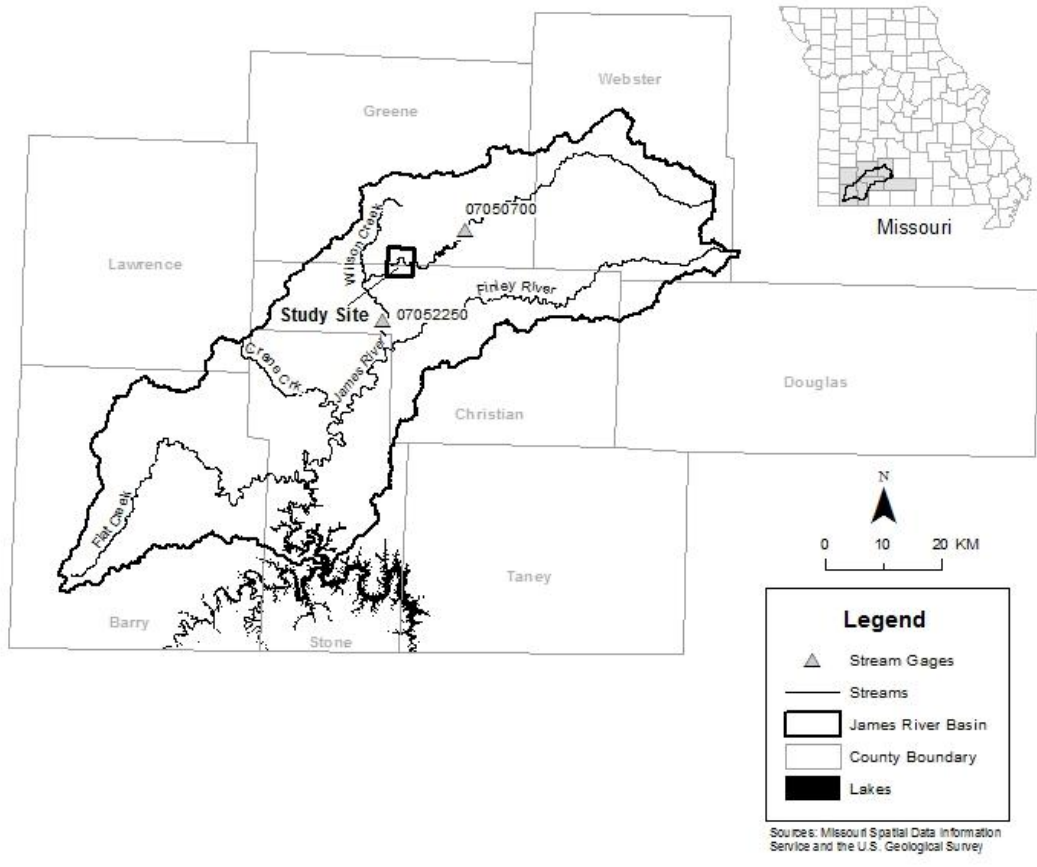 Webster
Greene
Missouri
07050700
Wilson Creek
Lawrence
Finley River
Study Site
07052250
Crane Crk.
James River
Douglas
Christian
N
0 10 20 KM
Flat Creek
Taney
Barry
Stone
Legend
Stream Gages
Streams
James River Basin
County Boundary
Lakes
Sources: Missouri Spatial Data Information
Service and the U.S. Geological Survey